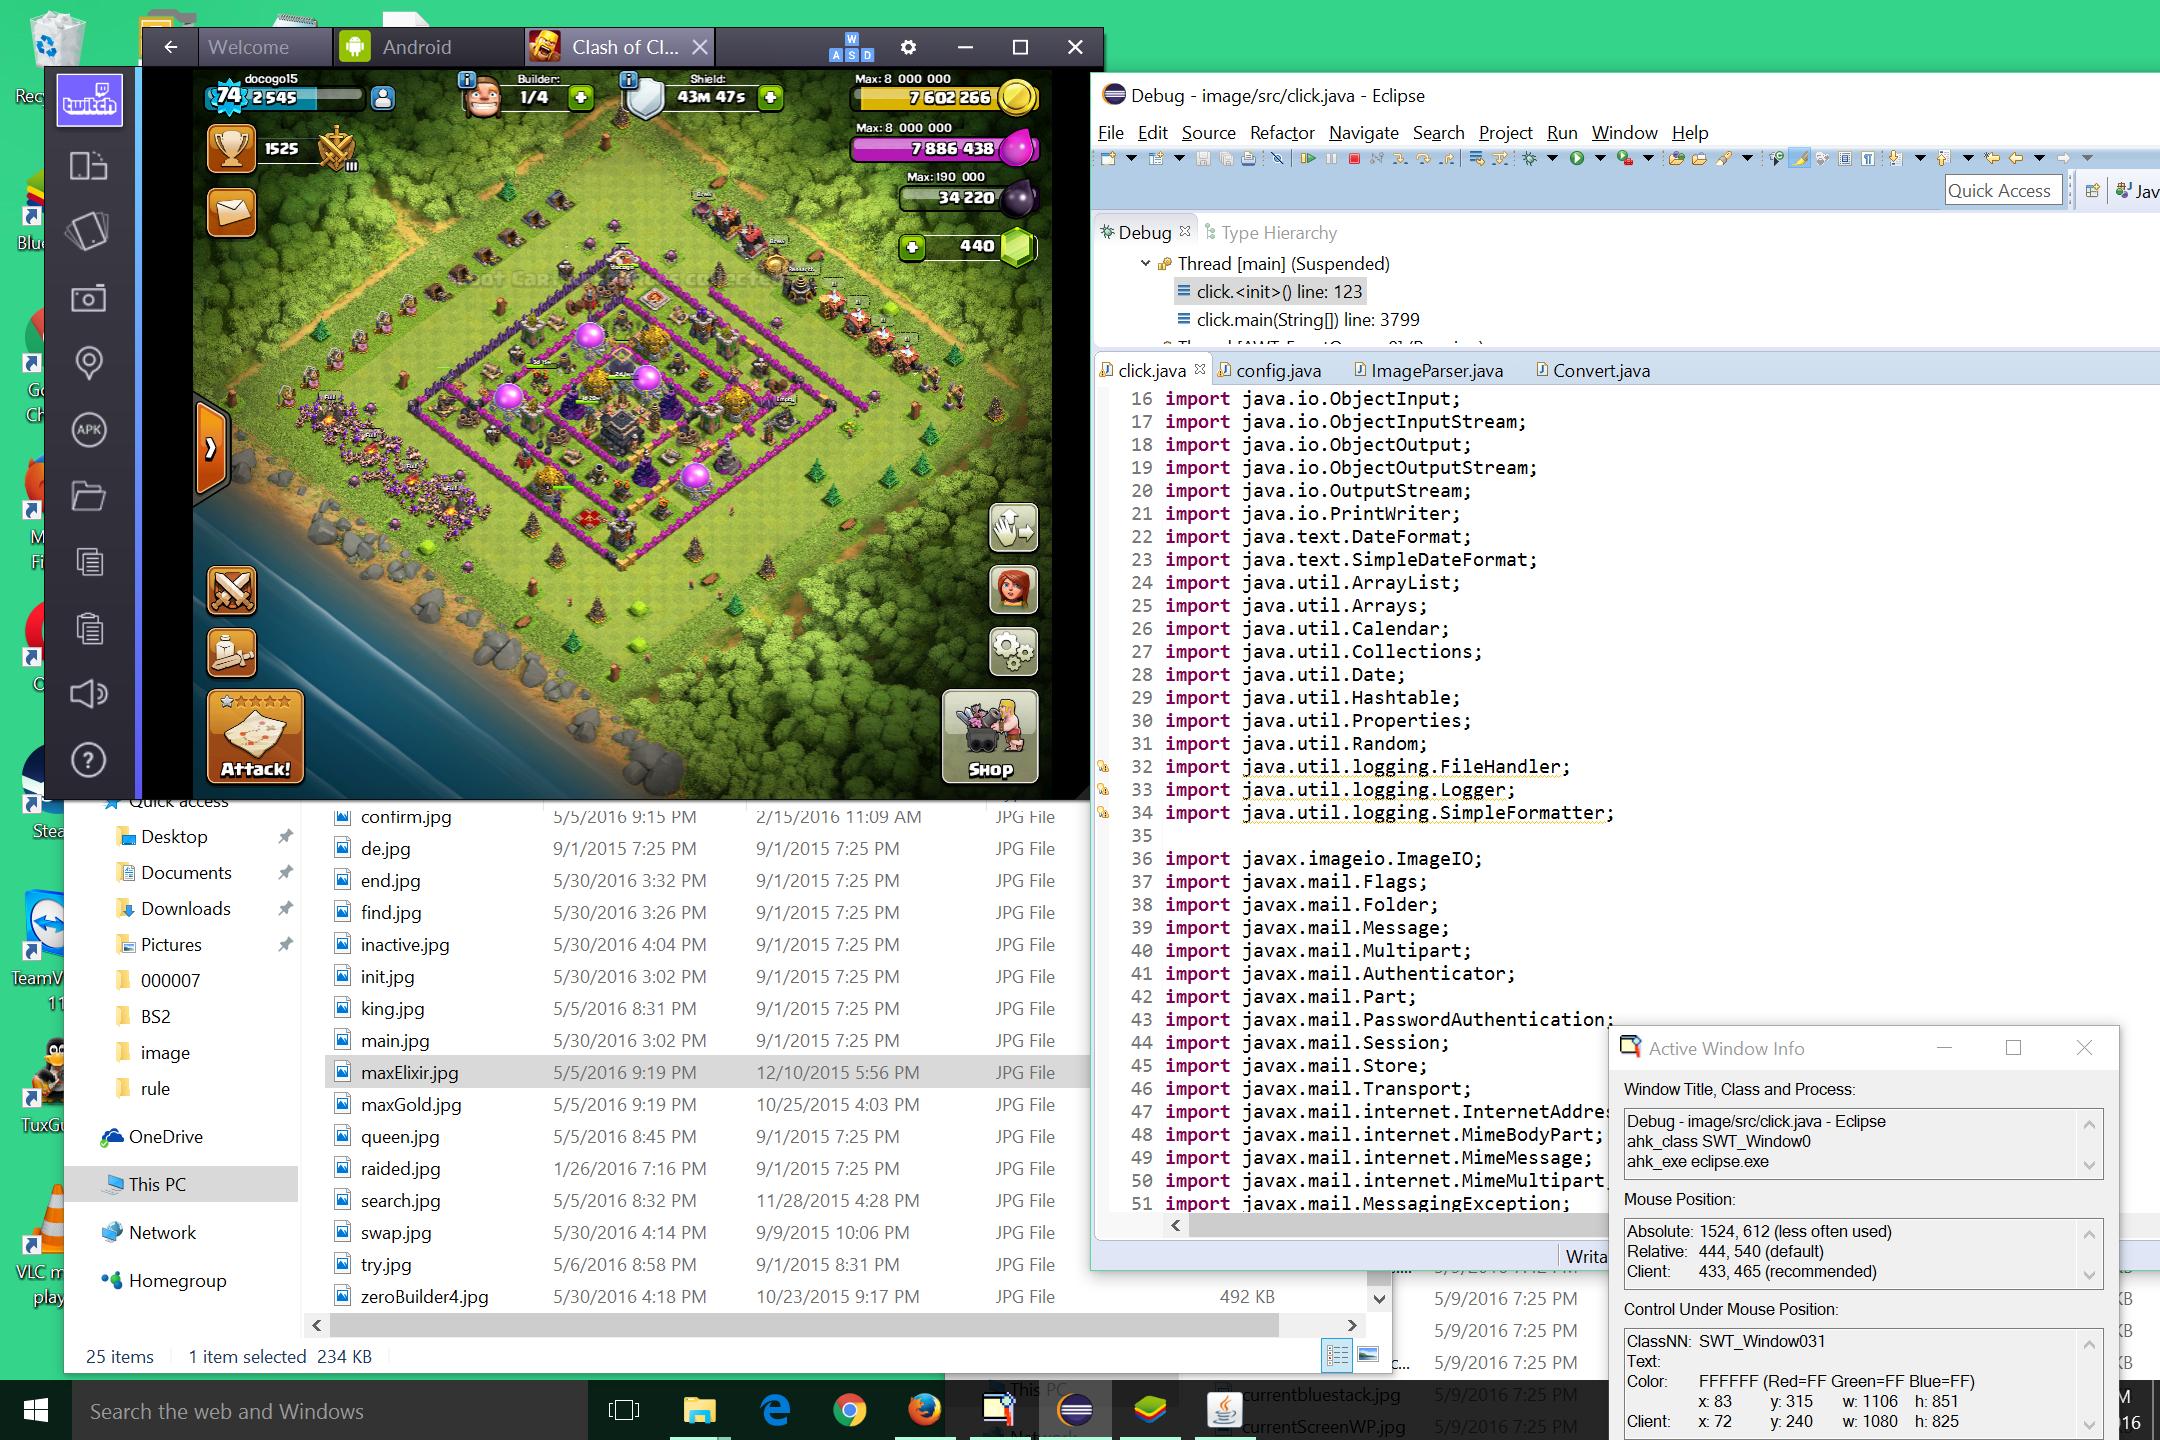 Welcome
Android
Clash of Cl...
W
A S D
twitch
APK
docogo15
74 2 545
Builder:
1/4
Shield:
43M 47s
Max: 8 000 000
7 602 266
1525
III
Max: 8 000 000
7 886 438
Max: 190 000
34 220
440
Attack!
Shop
Debug - image/src/click.java - Eclipse
File Edit Source Refactor Navigate Search Project Run Window Help
Quick Access
Jav
Debug
Type Hierarchy
Thread [main] (Suspended)
click.<init>() line: 123
click.main(String[]) line: 3799
click.java config.java ImageParser.java Convert.java
16 import java.io.ObjectInput;
17 import java.io.ObjectInputStream;
18 import java.io.ObjectOutput;
19 import java.io.ObjectOutputStream;
20 import java.io.OutputStream;
21 import java.io.PrintWriter;
22 import java.text.DateFormat;
23 import java.text.SimpleDateFormat;
24 import java.util.ArrayList;
25 import java.util.Arrays;
26 import java.util.Calendar;
27 import java.util.Collections;
28 import java.util.Date;
29 import java.util.Hashtable;
30 import java.util.Properties;
31 import java.util.Random;
32 import java.util.logging.FileHandler;
33 import java.util.logging.Logger;
34 import java.util.logging.SimpleFormatter;
35
36 import javax.imageio.ImageIO;
37 import javax.mail.Flags;
38 import javax.mail.Folder;
39 import javax.mail.Message;
40 import javax.mail.Multipart;
41 import javax.mail.Authenticator;
42 import javax.mail.Part;
43 import javax.mail.PasswordAuthentication;
44 import javax.mail.Session;
45 import javax.mail.Store;
46 import javax.mail.Transport;
47 import javax.mail.internet.InternetAddres
48 import javax.mail.internet.MimeBodyPart;
49 import javax.mail.internet.MimeMessage;
50 import javax.mail.internet.MimeMultipart;
51 import javax.mail.MessagingException;
Writa
Quick access
Desktop
Documents
Downloads
Pictures
000007
BS2
image
rule
OneDrive
This PC
Network
Homegroup
confirm.jpg 5/5/2016 9:15 PM 2/15/2016 11:09 AM JPG File
de.jpg 9/1/2015 7:25 PM 9/1/2015 7:25 PM JPG File
end.jpg 5/30/2016 3:32 PM 9/1/2015 7:25 PM JPG File
find.jpg 5/30/2016 3:26 PM 9/1/2015 7:25 PM JPG File
inactive.jpg 5/30/2016 4:04 PM 9/1/2015 7:25 PM JPG File
init.jpg 5/30/2016 3:02 PM 9/1/2015 7:25 PM JPG File
king.jpg 5/5/2016 8:31 PM 9/1/2015 7:25 PM JPG File
main.jpg 5/30/2016 3:02 PM 9/1/2015 7:25 PM JPG File
maxElixir.jpg 5/5/2016 9:19 PM 12/10/2015 5:56 PM JPG File
maxGold.jpg 5/5/2016 9:19 PM 10/25/2015 4:03 PM JPG File
queen.jpg 5/5/2016 8:45 PM 9/1/2015 7:25 PM JPG File
raided.jpg 1/26/2016 7:16 PM 9/1/2015 7:25 PM JPG File
search.jpg 5/5/2016 8:32 PM 11/28/2015 4:28 PM JPG File
swap.jpg 5/30/2016 4:14 PM 9/9/2015 10:06 PM JPG File
try.jpg 5/6/2016 8:58 PM 9/1/2015 8:31 PM JPG File
zeroBuilder4.jpg 5/30/2016 4:18 PM 10/23/2015 9:17 PM JPG File 492 KB
25 items 1 item selected 234 KB
5/9/2016 7:25 PM
5/9/2016 7:25 PM
c... 5/9/2016 7:25 PM
currentbluestack.jpg 5/9/2016 7:25 PM
currentScreenWP.jpg 5/9/2016 7:25 PM
Active Window Info
Window Title, Class and Process:
Debug - image/src/click.java - Eclipse
ahk_class SWT_Window0
ahk_exe eclipse.exe
Mouse Position:
Absolute: 1524, 612 (less often used)
Relative: 444, 540 (default)
Client: 433, 465 (recommended)
Control Under Mouse Position:
ClassNN: SWT_Window031
Text:
Color: FFFFFF (Red=FF Green=FF Blue=FF)
x: 83 y: 315 w: 1106 h: 851
Client: x: 72 y: 240 w: 1080 h: 825
Rec
Blue
Go
Ch
M
Fi
Stea
TeamV
11
TuxGu
VLC m
play
Search the web and Windows
This PC
M
16